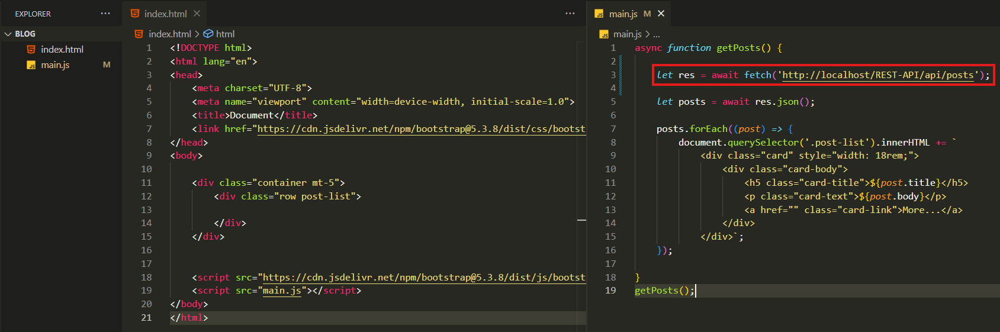 EXPLORER ...
BLOG
index.html
main.js M
index.html
...
index.html > html
1 <!DOCTYPE html>
2 <html lang="en">
3 <head>
4 <meta charset="UTF-8">
5 <meta name="viewport" content="width=device-width, initial-scale=1.0">
6 <title>Document</title>
7 <link href="https://cdn.jsdelivr.net/npm/bootstrap@5.3.8/dist/css/bootst
8 </head>
9 <body>
10
11 <div class="container mt-5">
12 <div class="row post-list">
13
14 </div>
15 </div>
16
17
18 <script src="https://cdn.jsdelivr.net/npm/bootstrap@5.3.8/dist/js/bootst
19 <script src="main.js"></script>
20 </body>
21 </html>
JS main.js M
JS main.js > ...
1 async function getPosts() {
2
3 let res = await fetch('http://localhost/REST-API/api/posts');
4
5 let posts = await res.json();
6
7 posts.forEach((post) => {
8 document.querySelector('.post-list').innerHTML += `
9 <div class="card" style="width: 18rem;">
10 <div class="card-body">
11 <h5 class="card-title">${post.title}</h5>
12 <p class="card-text">${post.body}</p>
13 <a href="" class="card-link">More...</a>
14 </div>
15 </div>`;
16 });
17
18 }
19 getPosts();